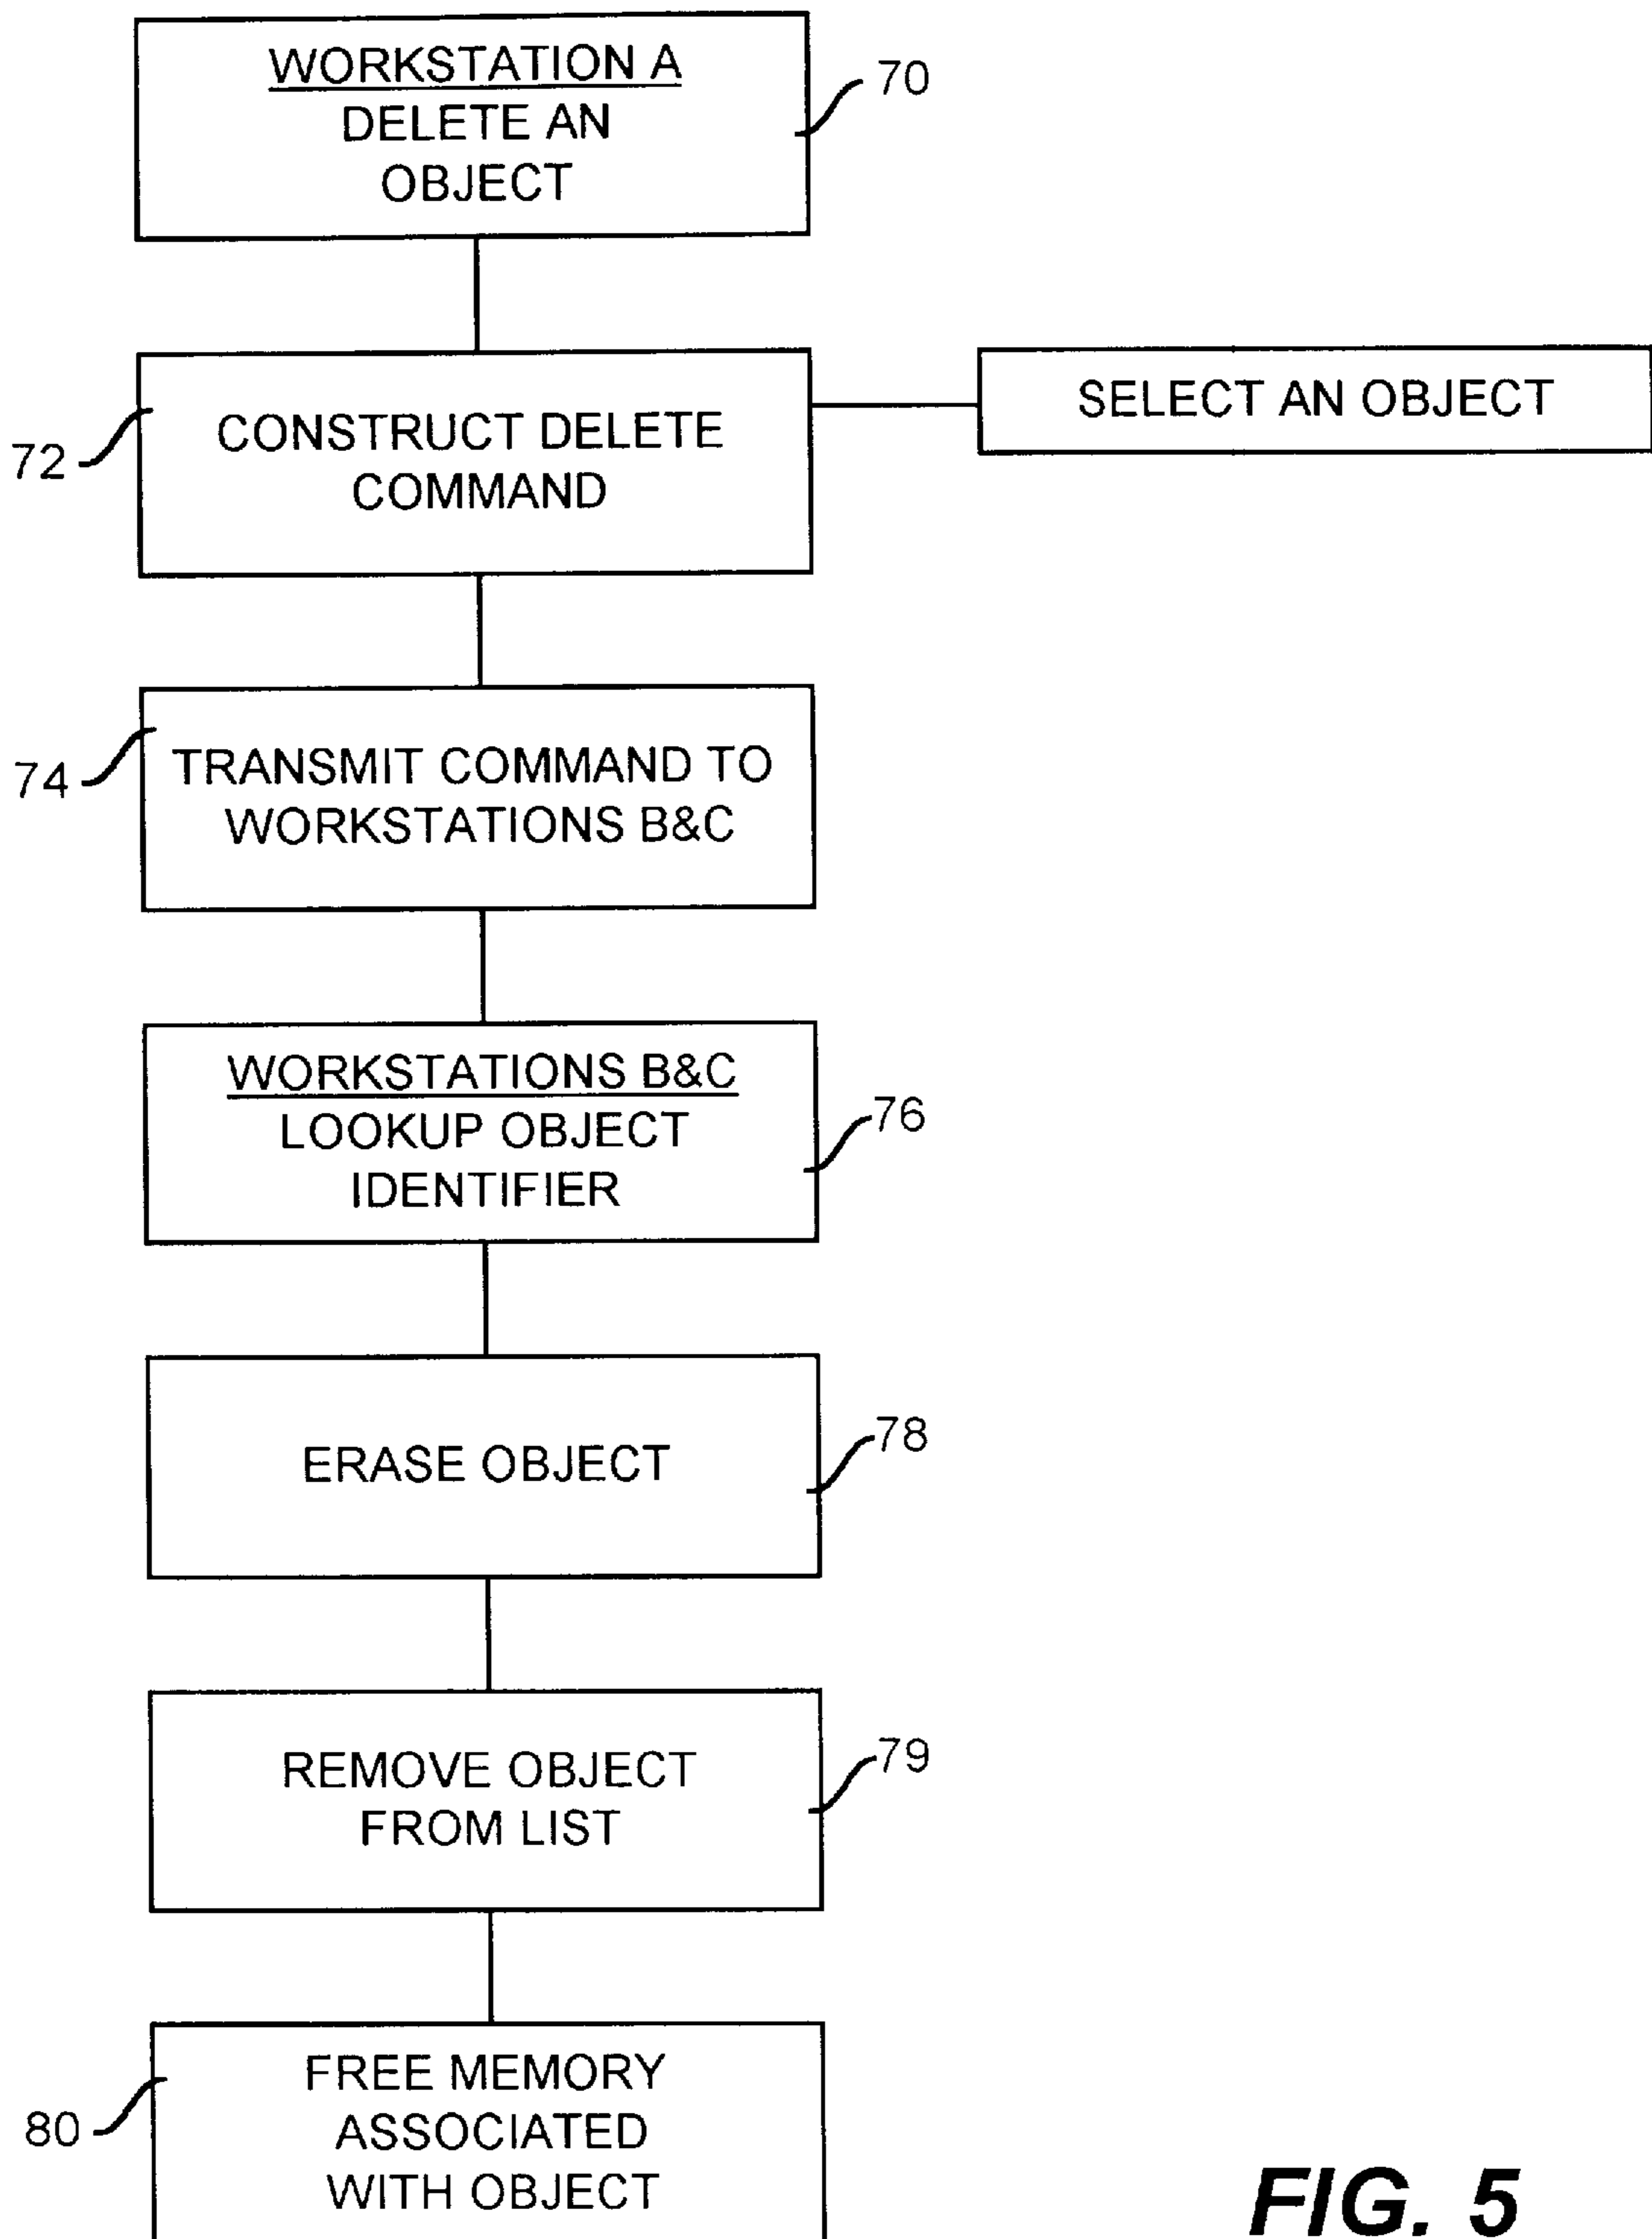 WORKSTATION A
DELETE AN
OBJECT
70
CONSTRUCT DELETE
COMMAND
72
SELECT AN OBJECT
TRANSMIT COMMAND TO
WORKSTATIONS B&C
74
WORKSTATIONS B&C
LOOKUP OBJECT
IDENTIFIER
76
ERASE OBJECT
78
REMOVE OBJECT
FROM LIST
79
FREE MEMORY
ASSOCIATED
WITH OBJECT
80
FIG. 5